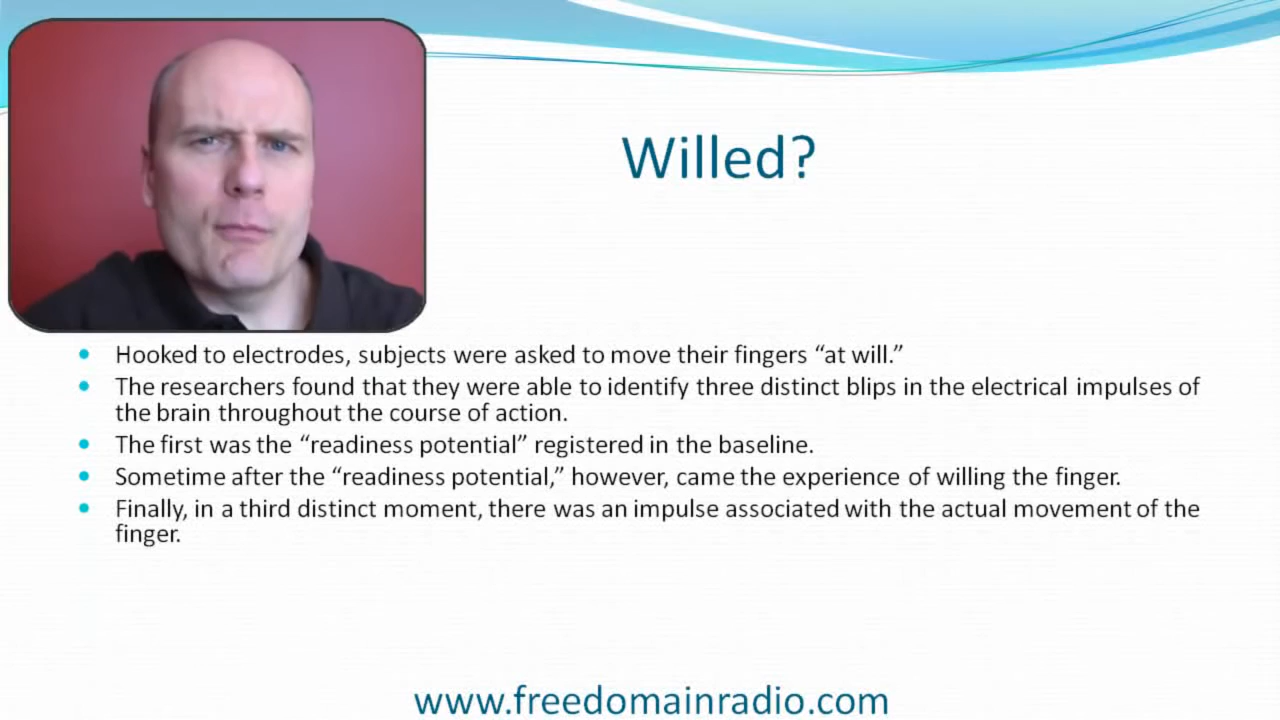 Willed?
Hooked to electrodes, subjects were asked to move their fingers “at will.”
The researchers found that they were able to identify three distinct blips in the electrical impulses of
the brain throughout the course of action.
The first was the “readiness potential” registered in the baseline.
Sometime after the “readiness potential,” however, came the experience of willing the finger.
Finally, in a third distinct moment, there was an impulse associated with the actual movement of the
finger.
www.freedomainradio.com